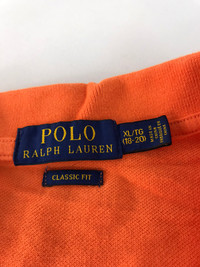 POLO
RALPH LAUREN
XL/TG
(18-20)
CLASSIC FIT